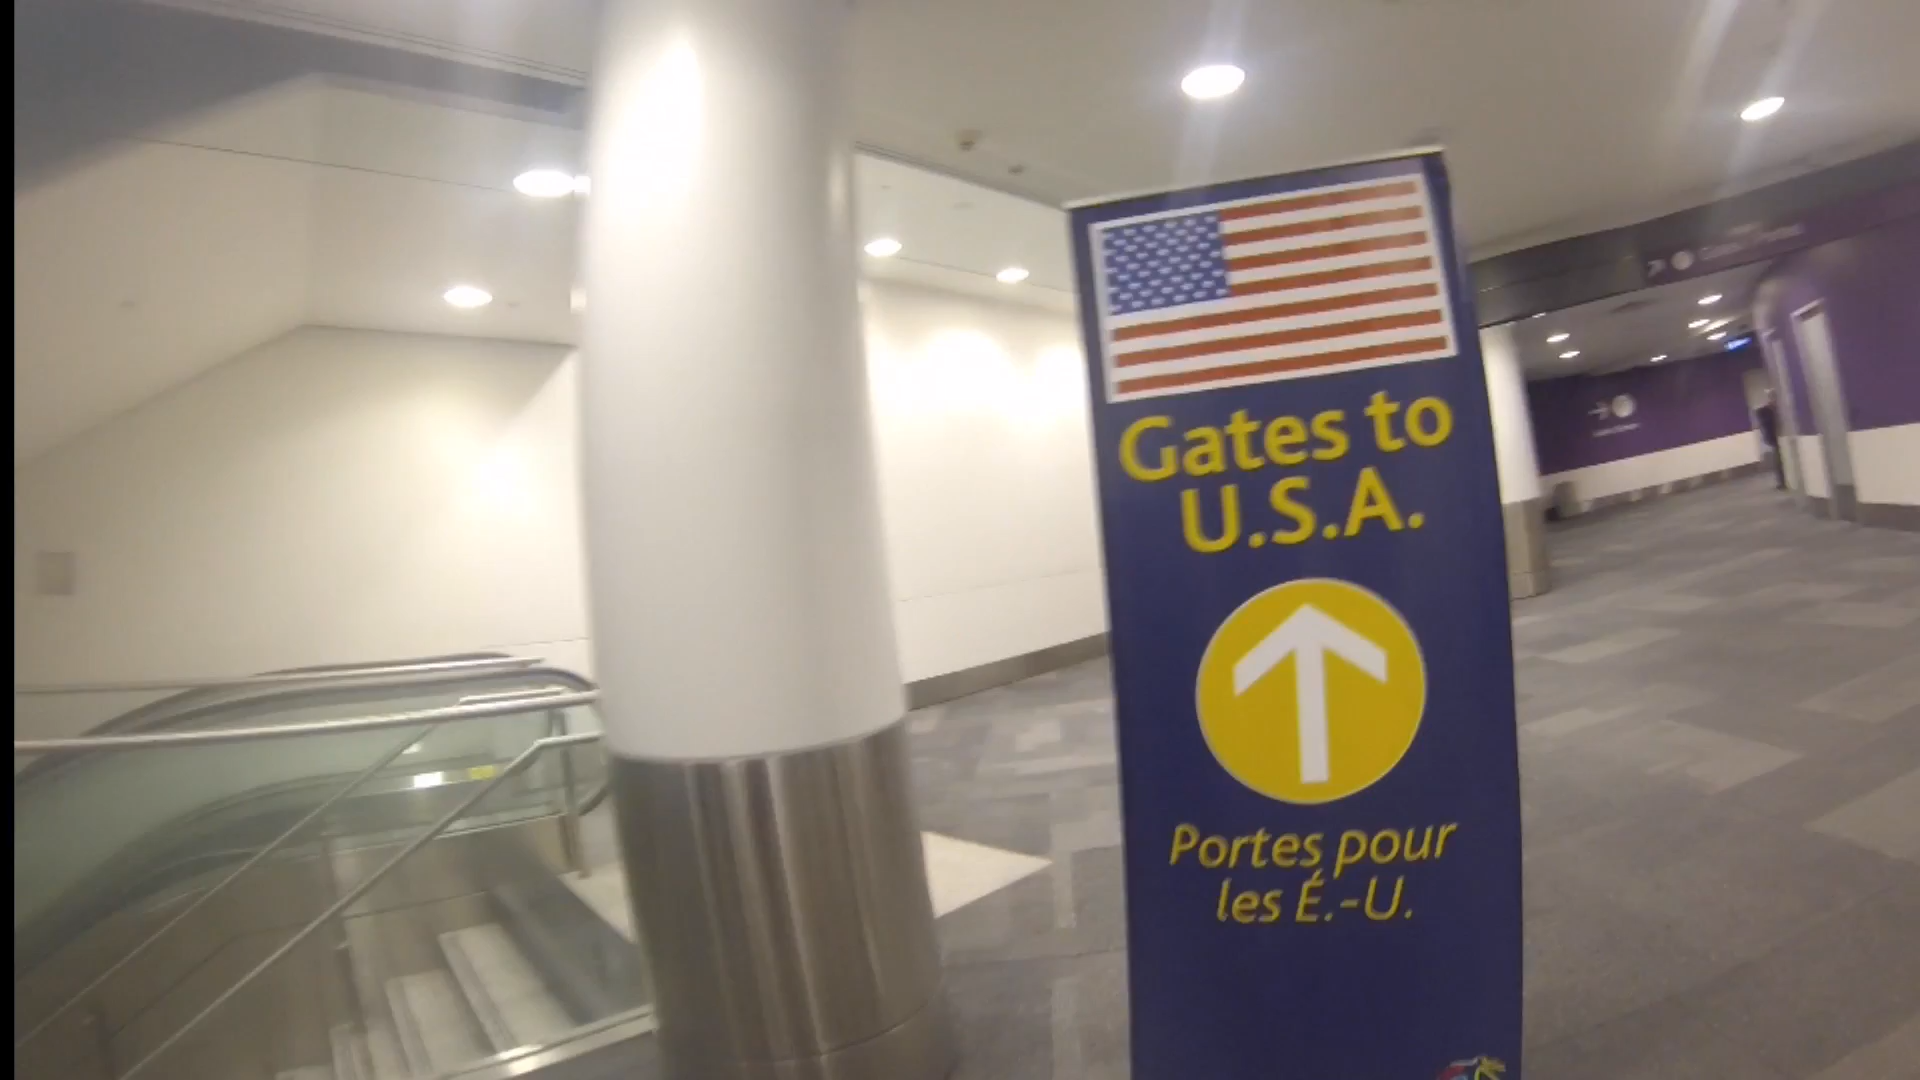 Gates to
U.S.A.
Portes pour
les É.-U.